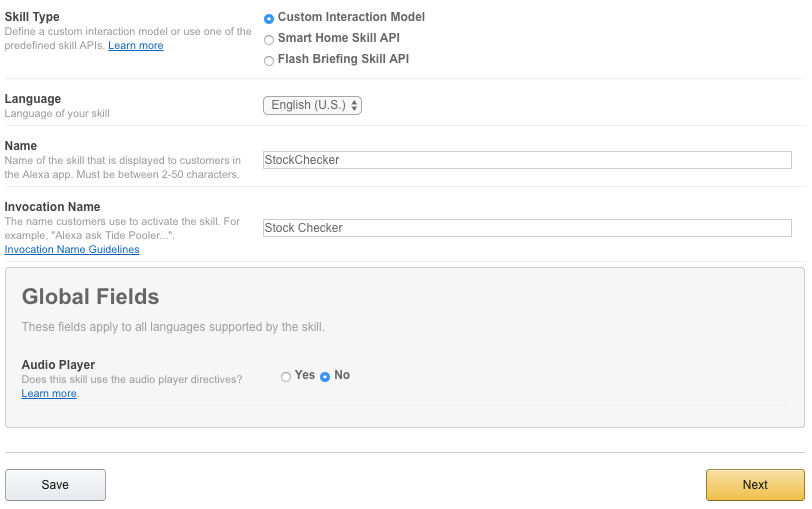 Skill Type
Define a custom interaction model or use one of the
predefined skill APIs. Learn more
Custom Interaction Model
Smart Home Skill API
Flash Briefing Skill API
Language
Language of your skill
English (U.S.)
Name
Name of the skill that is displayed to customers in
the Alexa app. Must be between 2-50 characters.
StockChecker
Invocation Name
The name customers use to activate the skill. For
example, "Alexa ask Tide Pooler...".
Invocation Name Guidelines
Stock Checker
Global Fields
These fields apply to all languages supported by the skill.
Audio Player
Does this skill use the audio player directives?
Learn more.
Yes No
Save Next